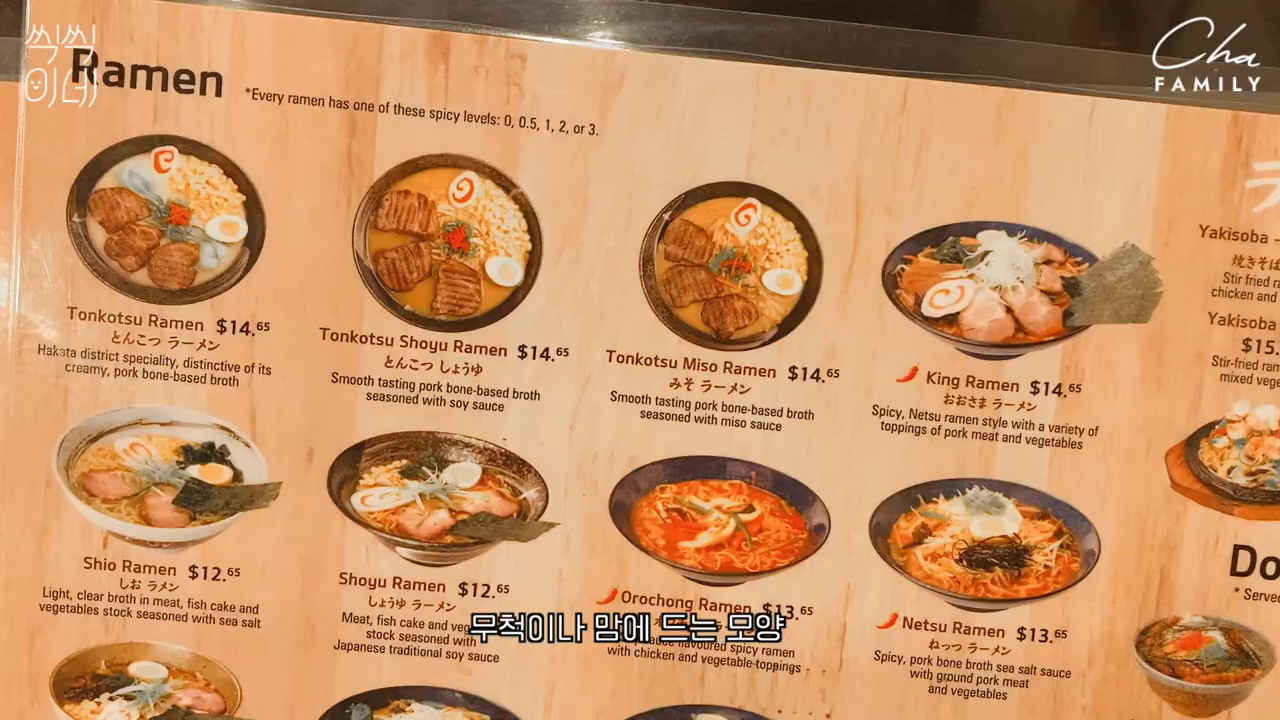 씩씩
이네
Cha
FAMILY
Ramen
*Every ramen has one of these spicy levels: 0, 0.5, 1, 2, or 3.
Tonkotsu Ramen $14.65
とんこつ ラーメン
Hakata district speciality, distinctive of its
creamy, pork bone-based broth
Tonkotsu Shoyu Ramen $14.65
とんこつ しょうゆ
Smooth tasting pork bone-based broth
seasoned with soy sauce
Tonkotsu Miso Ramen $14.65
みそ ラーメン
Smooth tasting pork bone-based broth
seasoned with miso sauce
King Ramen $14.65
おおさま ラーメン
Spicy, Netsu ramen style with a variety of
toppings of pork meat and vegetables
Yakisoba -
焼きそば
Stir fried
chicken and
Yakisoba
$15.
Stir-fried
mixed
Shio Ramen $12.65
しお ラーメン
Light, clear broth in meat, fish cake and
vegetables stock seasoned with sea salt
Shoyu Ramen $12.65
しょうゆ ラーメン
Meat, fish cake and
stock seasoned with
Japanese traditional soy sauce
Orochong Ramen $13.65
flavoured spicy ramen
with chicken and vegetable toppings
Netsu Ramen $13.65
ねっつ ラーメン
Spicy, pork bone broth sea salt sauce
with ground pork meat
and vegetables
Do
* Served
무척이나 맘에 드는 모양